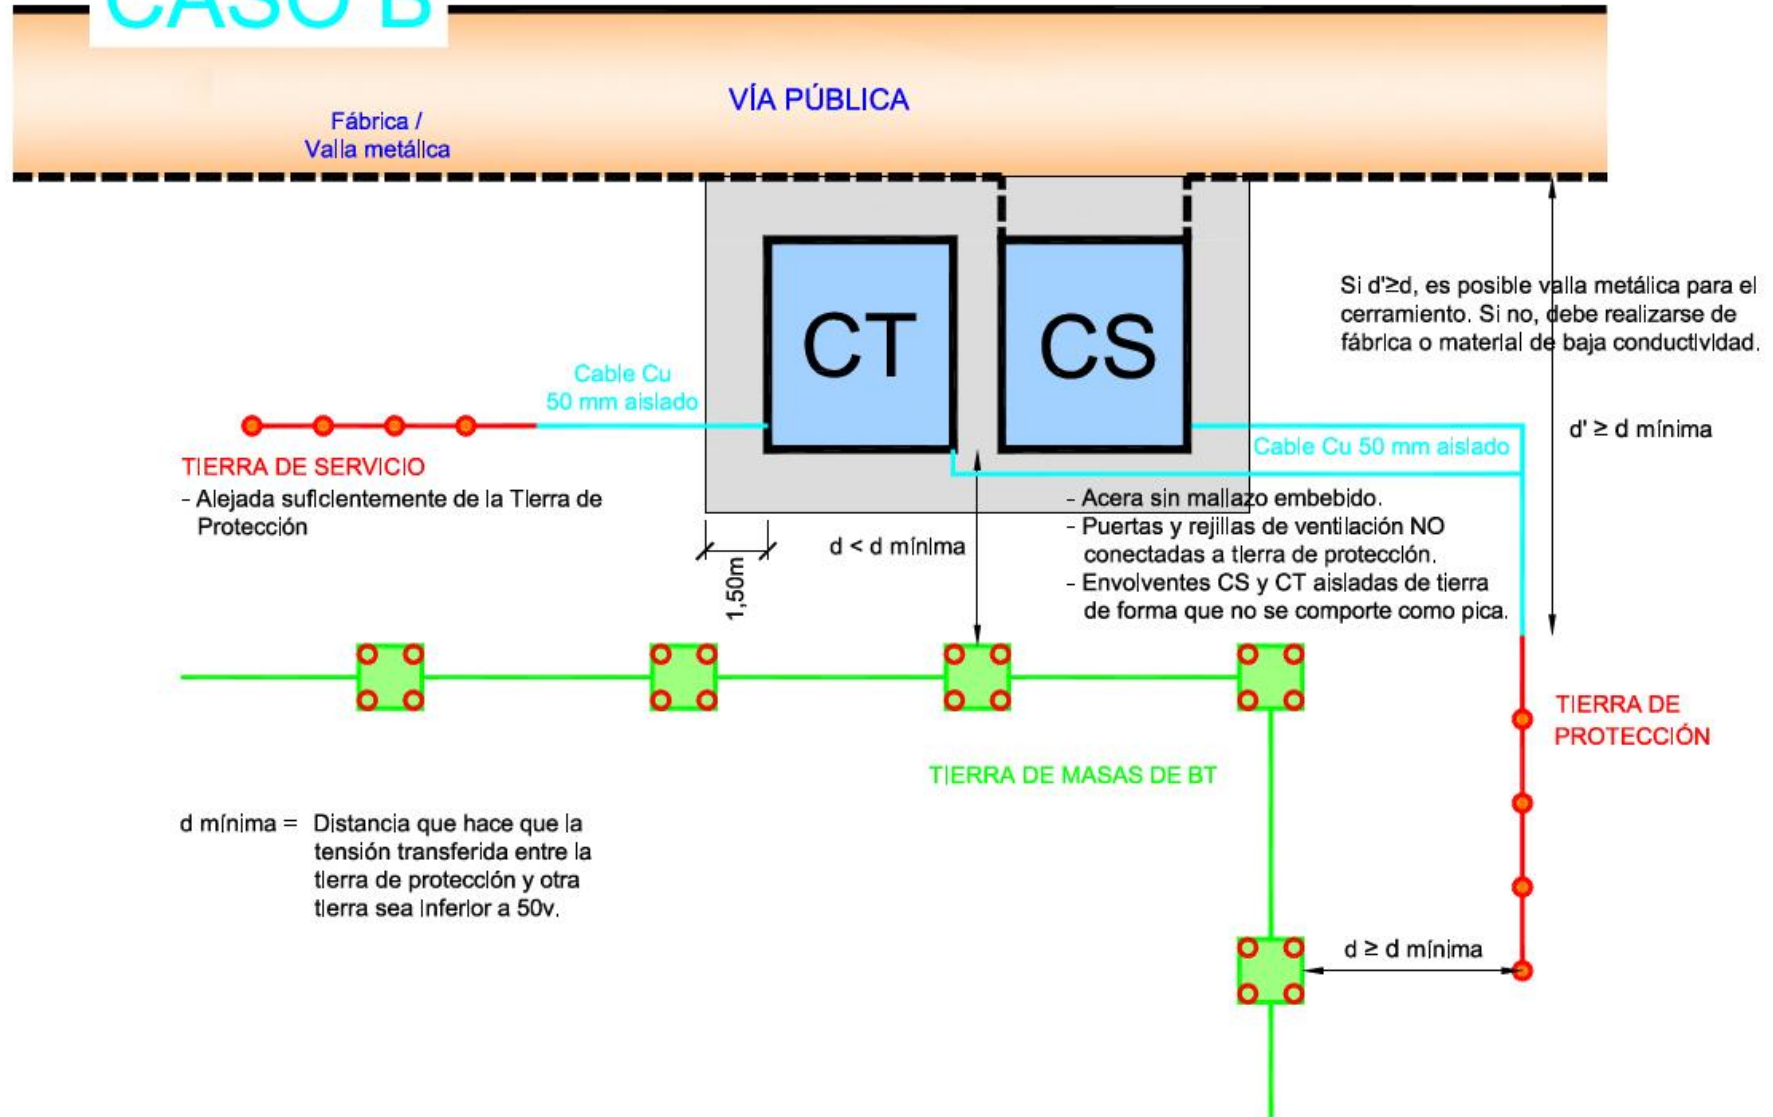 CASO B
VÍA PÚBLICA
Fábrica /
Valla metálica
CT
CS
Si d'≥d, es posible valla metálica para el
cerramiento. Si no, debe realizarse de
fábrica o material de baja conductividad.
Cable Cu
50 mm aislado
d' ≥ d mínima
Cable Cu 50 mm aislado
TIERRA DE SERVICIO
- Alejada suficientemente de la Tierra de
Protección
- Acera sin mallazo embebido.
- Puertas y rejillas de ventilación NO
conectadas a tierra de protección.
- Envolventes CS y CT aisladas de tierra
de forma que no se comporte como pica.
d < d mínima
1,50m
TIERRA DE
PROTECCIÓN
TIERRA DE MASAS DE BT
d mínima = Distancia que hace que la
tensión transferida entre la
tierra de protección y otra
tierra sea inferior a 50v.
d ≥ d mínima